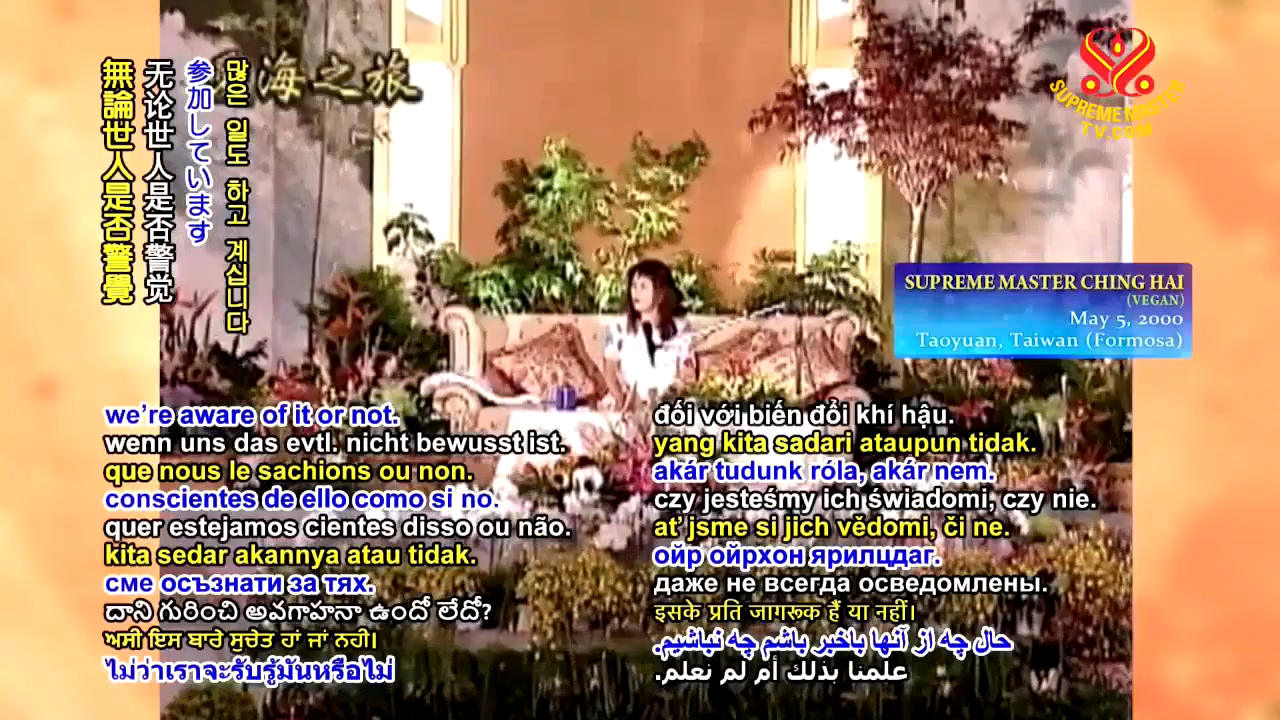 無論世人是否警覺
无论世人是否警觉
参加しています
많은 일도 하고 계십니다
海之旅
SUPREME MASTER
TV.COM
SUPREME MASTER CHING HAI
(VEGAN)
May 5, 2000
Taoyuan, Taiwan (Formosa)
we’re aware of it or not.
wenn uns das evtl. nicht bewusst ist.
que nous le sachions ou non.
conscientes de ello como si no.
quer estejamos cientes disso ou não.
kita sedar akannya atau tidak.
сме осъзнати за тях.
దాని గురించి అవగాహనా ఉందో లేదో?
ਅਸੀ ਇਸ ਬਾਰੇ ਸੁਚੇਤ ਹਾਂ ਜਾਂ ਨਹੀ।
ไม่ว่าเราจะรับรู้มันหรือไม่
đối với biến đổi khí hậu.
yang kita sadari ataupun tidak.
akár tudunk róla, akár nem.
czy jesteśmy ich świadomi, czy nie.
ať jsme si jich vědomi, či ne.
ойр ойрхон ярилцдаг.
даже не всегда осведомлены.
इसके प्रति जागरूक हैं या नहीं।
حال چه از آنها باخبر باشم چه نباشیم.
علمنا بذلك أم لم نعلم.